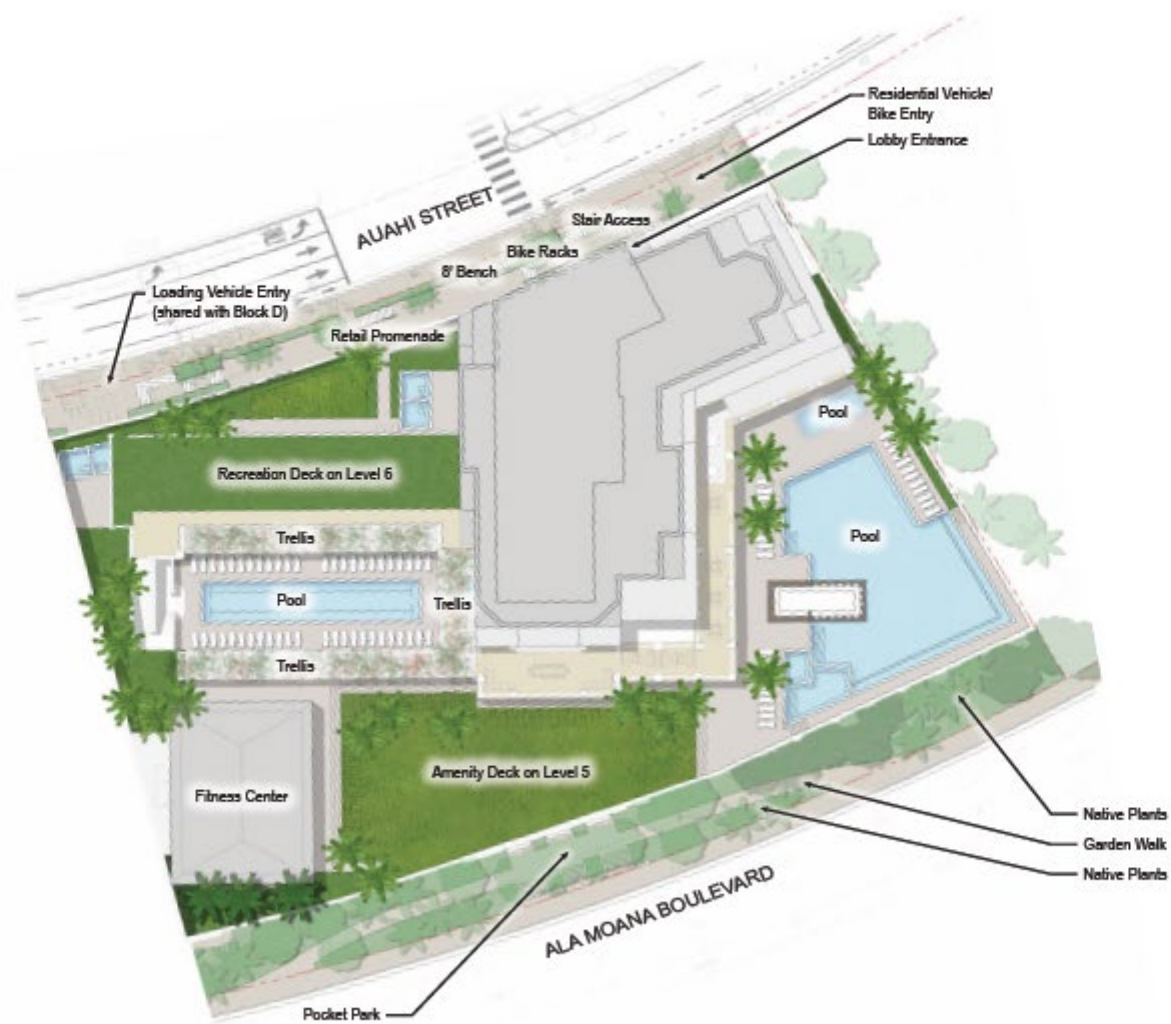 Residential Vehicle/
Bike Entry
Lobby Entrance
AUAHI STREET
Stair Access
Bike Racks
8' Bench
Loading Vehicle Entry
(shared with Block D)
Retail Promenade
Pool
Recreation Deck on Level 6
Trellis
Pool
Pool
Trellis
Trellis
Amenity Deck on Level 5
Fitness Center
Native Plants
Garden Walk
Native Plants
ALA MOANA BOULEVARD
Pocket Park